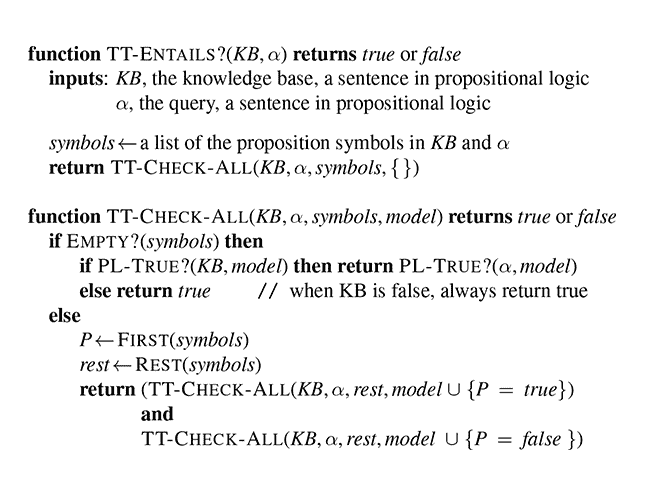 function TT-ENTAILS?(KB, α) returns true or false
inputs: KB, the knowledge base, a sentence in propositional logic
α, the query, a sentence in propositional logic
symbols ← a list of the proposition symbols in KB and α
return TT-CHECK-ALL(KB, α, symbols, { })
function TT-CHECK-ALL(KB, α, symbols, model) returns true or false
if EMPTY?(symbols) then
if PL-TRUE?(KB, model) then return PL-TRUE?(α, model)
else return true // when KB is false, always return true
else
P ← FIRST(symbols)
rest ← REST(symbols)
return (TT-CHECK-ALL(KB, α, rest, model ∪ {P = true})
and
TT-CHECK-ALL(KB, α, rest, model ∪ {P = false }))